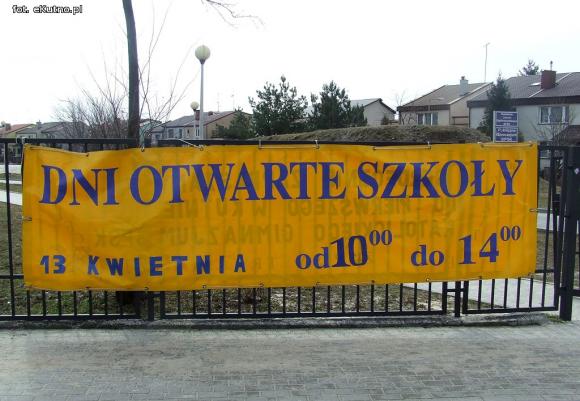 fot. eKutno.pl
DNI OTWARTE SZKOŁY
13 KWIETNIA od 10⁰⁰ do 14⁰⁰